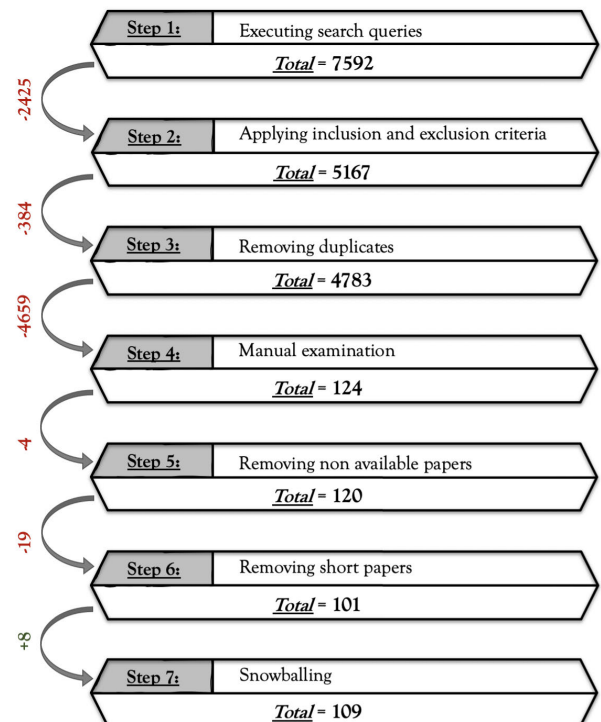 Step 1: Executing search queries
Total = 7592
-2425
Step 2: Applying inclusion and exclusion criteria
Total = 5167
-384
Step 3: Removing duplicates
Total = 4783
-4659
Step 4: Manual examination
Total = 124
-4
Step 5: Removing non available papers
Total = 120
-19
Step 6: Removing short papers
Total = 101
+8
Step 7: Snowballing
Total = 109